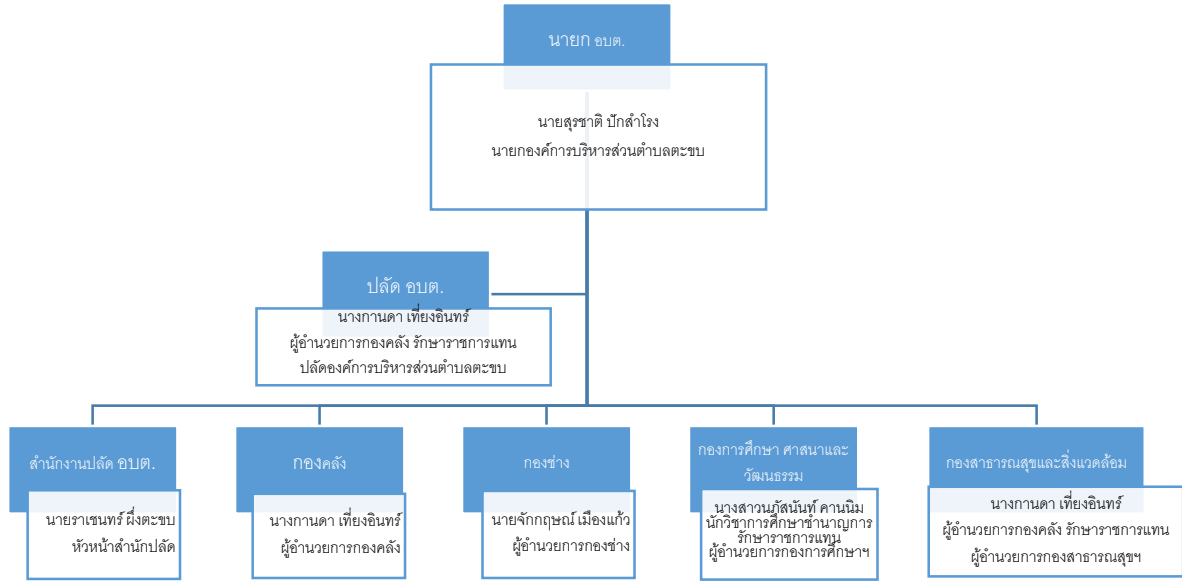 นายก อบต.
นายสุรชาติ ปักสำโรง
นายกองค์การบริหารส่วนตำบลตะขบ
ปลัด อบต.
นางกานดา เที่ยงอินทร์
ผู้อำนวยการกองคลัง รักษาราชการแทน
ปลัดองค์การบริหารส่วนตำบลตะขบ
สำนักงานปลัด อบต.
นายราเชนทร์ ผึ่งตะขบ
หัวหน้าสำนักปลัด
กองคลัง
นางกานดา เที่ยงอินทร์
ผู้อำนวยการกองคลัง
กองช่าง
นายจักกฤษณ์ เมืองแก้ว
ผู้อำนวยการกองช่าง
กองการศึกษา ศาสนาและ
วัฒนธรรม
นางสาวนภัสนันท์ คานนิม
นักวิชาการศึกษาชำนาญการ
รักษาราชการแทน
ผู้อำนวยการกองการศึกษาฯ
กองสาธารณสุขและสิ่งแวดล้อม
นางกานดา เที่ยงอินทร์
ผู้อำนวยการกองคลัง รักษาราชการแทน
ผู้อำนวยการกองสาธารณสุขฯ